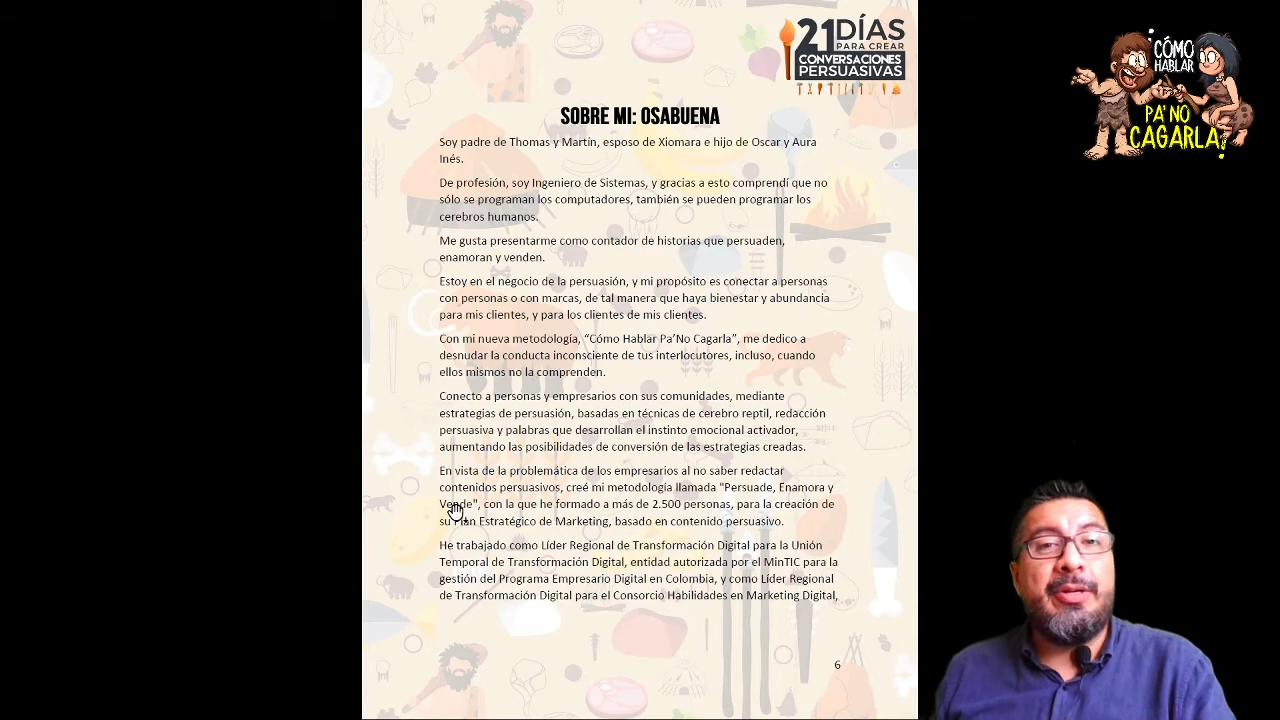 21 DÍAS
PARA CREAR
CONVERSACIONES
PERSUASIVAS
¡CÓMO
HABLAR
PA'NO
CAGARLA!
SOBRE MI: OSABUENA
Soy padre de Thomas y Martín, esposo de Xiomara e hijo de Oscar y Aura
Inés.
De profesión, soy Ingeniero de Sistemas, y gracias a esto comprendí que no
sólo se programan los computadores, también se pueden programar los
cerebros humanos.
Me gusta presentarme como contador de historias que persuaden,
enamoran y venden.
Estoy en el negocio de la persuasión, y mi propósito es conectar a personas
con personas o con marcas, de tal manera que haya bienestar y abundancia
para mis clientes, y para los clientes de mis clientes.
Con mi nueva metodología, “Cómo Hablar Pa’No Cagarla”, me dedico a
desnudar la conducta inconsciente de tus interlocutores, incluso, cuando
ellos mismos no la comprenden.
Conecto a personas y empresarios con sus comunidades, mediante
estrategias de persuasión, basadas en técnicas de cerebro reptil, redacción
persuasiva y palabras que desarrollan el instinto emocional activador,
aumentando las posibilidades de conversión de las estrategias creadas.
En vista de la problemática de los empresarios al no saber redactar
contenidos persuasivos, creé mi metodología llamada "Persuade, Enamora y
Vende", con la que he formado a más de 2.500 personas, para la creación de
su Plan Estratégico de Marketing, basado en contenido persuasivo.
He trabajado como Líder Regional de Transformación Digital para la Unión
Temporal de Transformación Digital, entidad autorizada por el MinTIC para la
gestión del Programa Empresario Digital en Colombia, y como Líder Regional
de Transformación Digital para el Consorcio Habilidades en Marketing Digital,
6